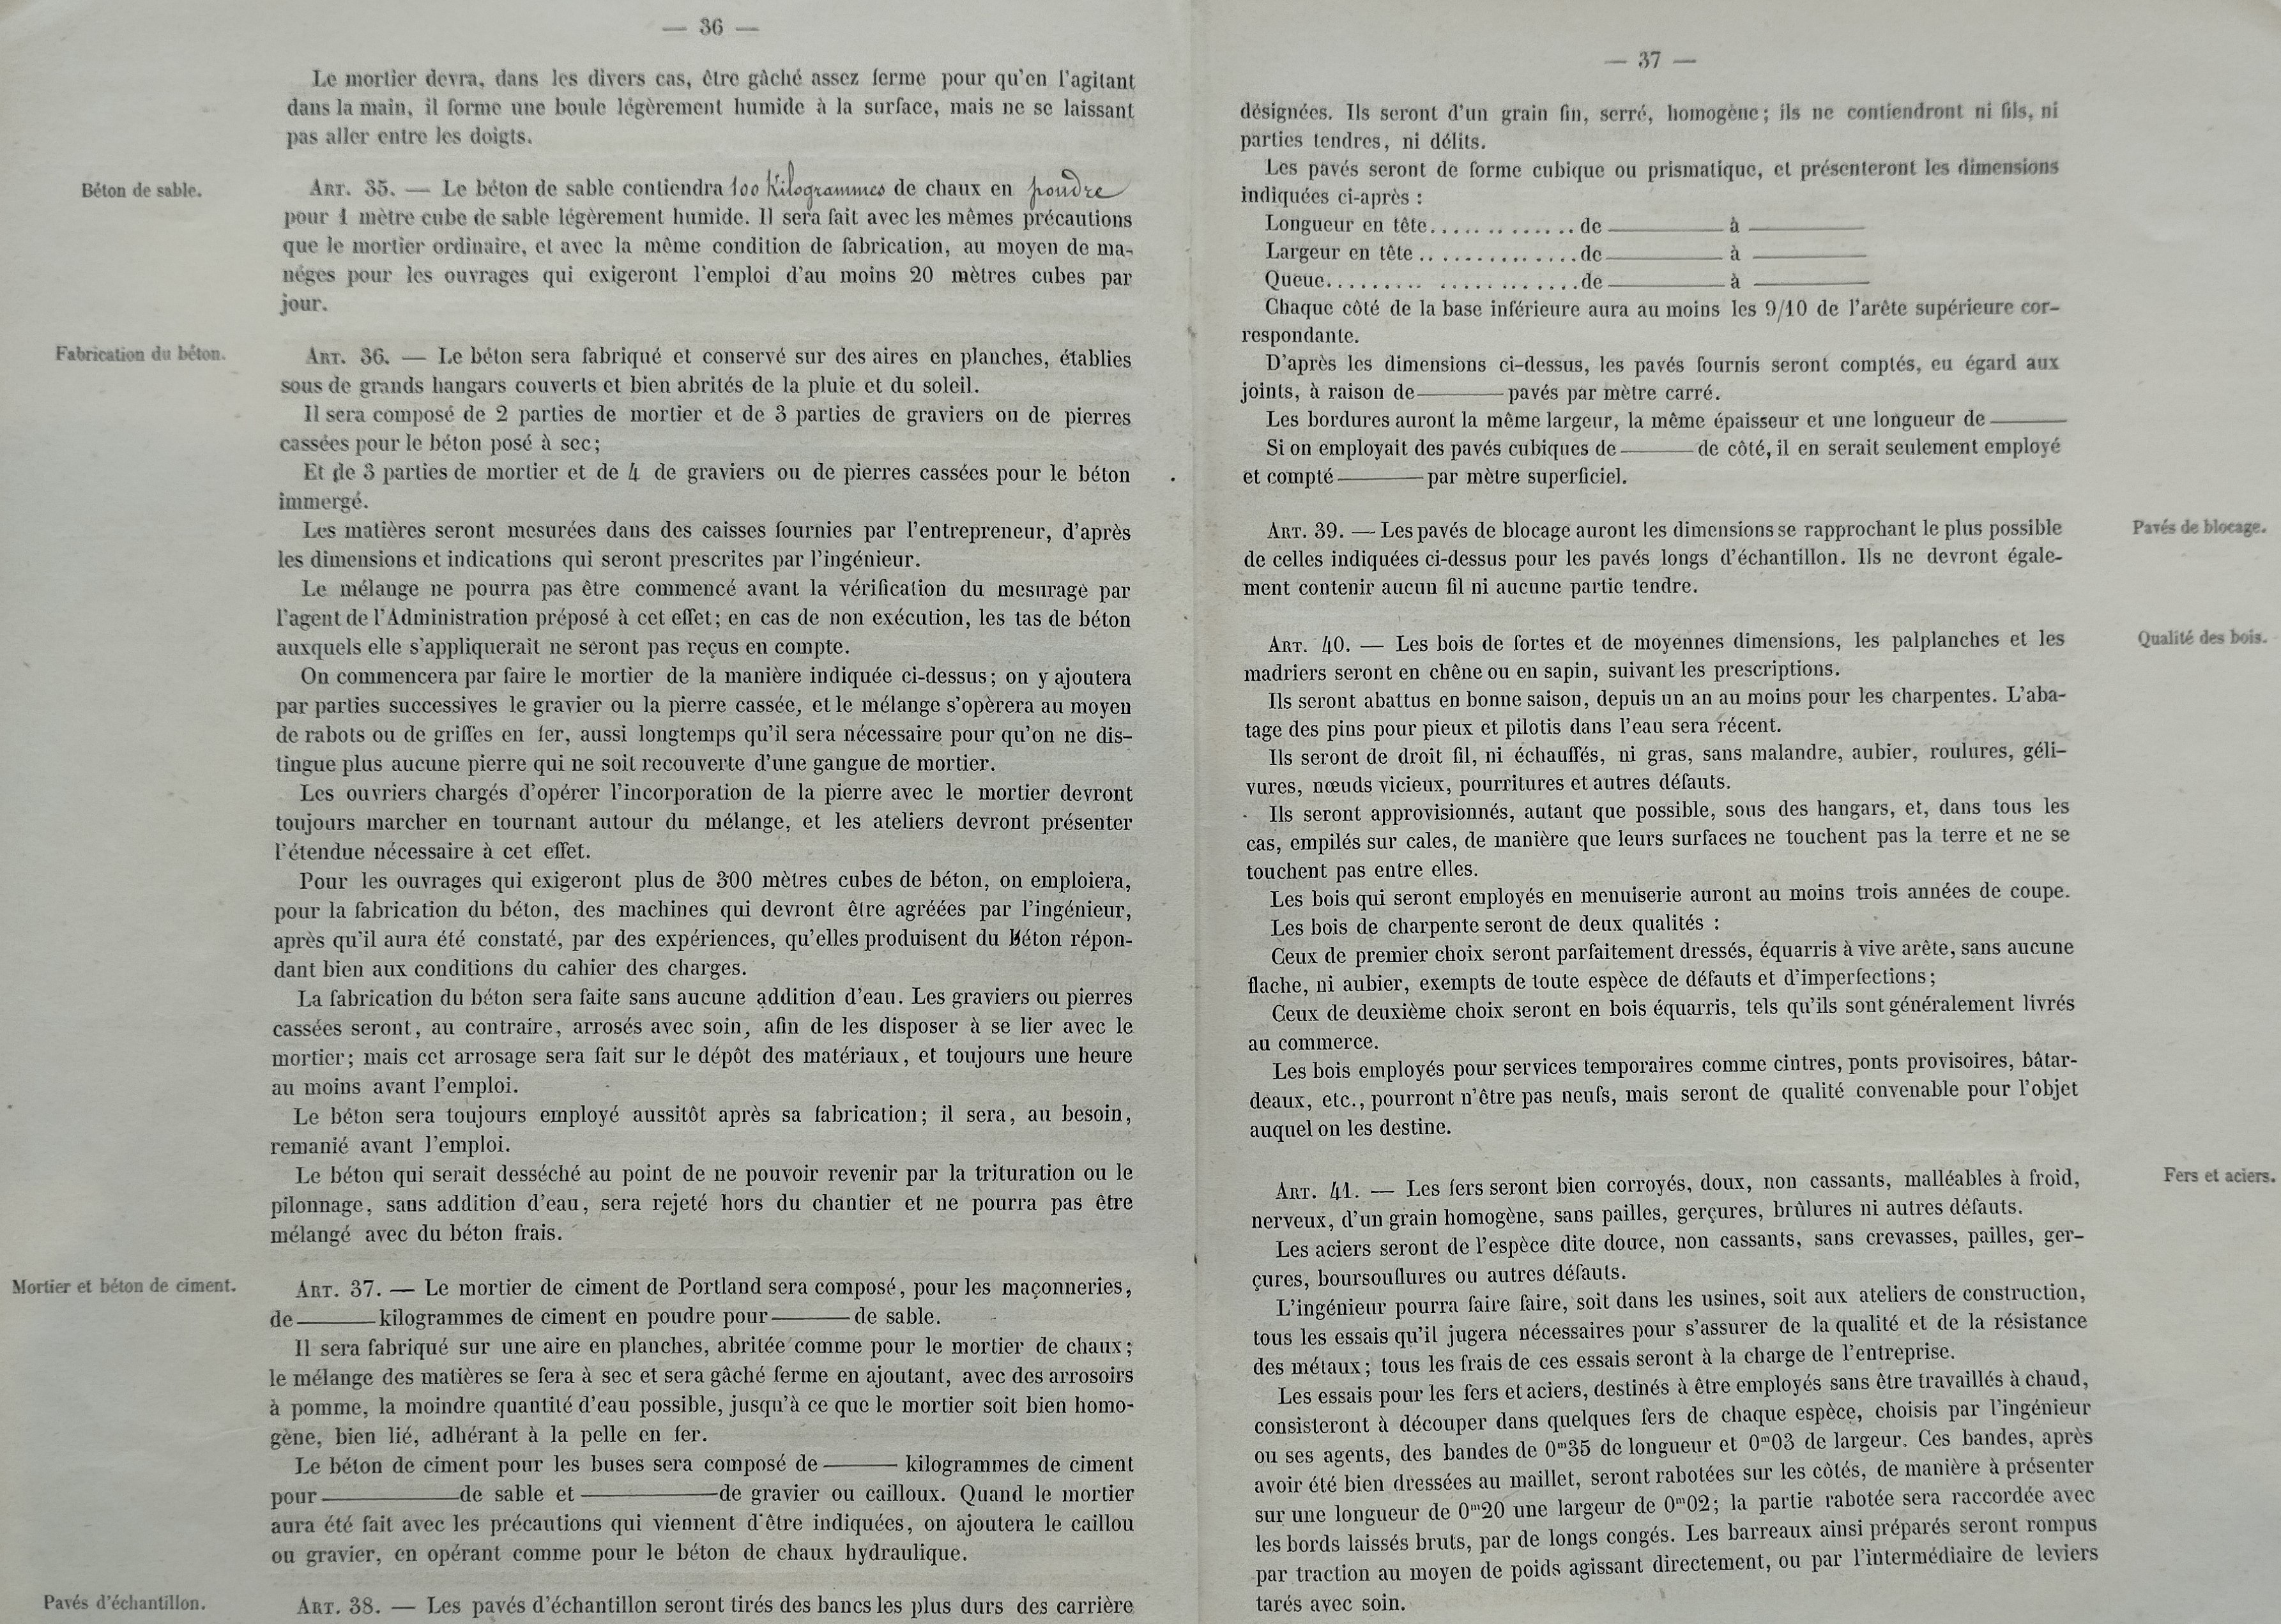 — 36 —
Le mortier devra, dans les divers cas, être gâché assez ferme pour qu'en l'agitant
dans la main, il forme une boule légèrement humide à la surface, mais ne se laissant
pas aller entre les doigts.
Béton de sable.
ART. 35. — Le béton de sable contiendra 100 Kilogrammes de chaux en poudre
pour 1 mètre cube de sable légèrement humide. Il sera fait avec les mêmes précautions
que le mortier ordinaire, et avec la même condition de fabrication, au moyen de ma-
néges pour les ouvrages qui exigeront l'emploi d'au moins 20 mètres cubes par
jour.
Fabrication du béton.
ART. 36. — Le béton sera fabriqué et conservé sur des aires en planches, établies
sous de grands hangars couverts et bien abrités de la pluie et du soleil.
Il sera composé de 2 parties de mortier et de 3 parties de graviers ou de pierres
cassées pour le béton posé à sec;
Et de 3 parties de mortier et de 4 de graviers ou de pierres cassées pour le béton
immergé.
Les matières seront mesurées dans des caisses fournies par l'entrepreneur, d'après
les dimensions et indications qui seront prescrites par l'ingénieur.
Le mélange ne pourra pas être commencé avant la vérification du mesurage par
l'agent de l'Administration préposé à cet effet; en cas de non exécution, les tas de béton
auxquels elle s'appliquerait ne seront pas reçus en compte.
On commencera par faire le mortier de la manière indiquée ci-dessus; on y ajoutera
par parties successives le gravier ou la pierre cassée, et le mélange s'opèrera au moyen
de rabots ou de griffes en fer, aussi longtemps qu'il sera nécessaire pour qu'on ne dis-
tingue plus aucune pierre qui ne soit recouverte d'une gangue de mortier.
Les ouvriers chargés d'opérer l'incorporation de la pierre avec le mortier devront
toujours marcher en tournant autour du mélange, et les ateliers devront présenter
l'étendue nécessaire à cet effet.
Pour les ouvrages qui exigeront plus de 300 mètres cubes de béton, on emploiera,
pour la fabrication du béton, des machines qui devront être agréées par l'ingénieur,
après qu'il aura été constaté, par des expériences, qu'elles produisent du béton répon-
dant bien aux conditions du cahier des charges.
La fabrication du béton sera faite sans aucune addition d'eau. Les graviers ou pierres
cassées seront, au contraire, arrosés avec soin, afin de les disposer à se lier avec le
mortier; mais cet arrosage sera fait sur le dépôt des matériaux, et toujours une heure
au moins avant l'emploi.
Le béton sera toujours employé aussitôt après sa fabrication; il sera, au besoin,
remanié avant l'emploi.
Le béton qui serait desséché au point de ne pouvoir revenir par la trituration ou le
pilonnage, sans addition d'eau, sera rejeté hors du chantier et ne pourra pas être
mélangé avec du béton frais.
Mortier et béton de ciment.
ART. 37. — Le mortier de ciment de Portland sera composé, pour les maçonneries,
de ——— kilogrammes de ciment en poudre pour ——— de sable.
Il sera fabriqué sur une aire en planches, abritée comme pour le mortier de chaux;
le mélange des matières se fera à sec et sera gâché ferme en ajoutant, avec des arrosoirs
à pomme, la moindre quantité d'eau possible, jusqu'à ce que le mortier soit bien homo-
gène, bien lié, adhérant à la pelle en fer.
Le béton de ciment pour les buses sera composé de ——— kilogrammes de ciment
pour ——— de sable et ——— de gravier ou cailloux. Quand le mortier
aura été fait avec les précautions qui viennent d'être indiquées, on ajoutera le caillou
ou gravier, en opérant comme pour le béton de chaux hydraulique.
Pavés d'échantillon.
ART. 38. — Les pavés d'échantillon seront tirés des bancs les plus durs des carrière
— 37 —
désignées. Ils seront d'un grain fin, serré, homogène; ils ne contiendront ni fils, ni
parties tendres, ni délits.
Les pavés seront de forme cubique ou prismatique, et présenteront les dimensions
indiquées ci-après :
Longueur en tête.............. de ——— à ———
Largeur en tête ............... de ——— à ———
Queue......... .............. de ——— à ———
Chaque côté de la base inférieure aura au moins les 9/10 de l'arête supérieure cor-
respondante.
D'après les dimensions ci-dessus, les pavés fournis seront comptés, eu égard aux
joints, à raison de ——— pavés par mètre carré.
Les bordures auront la même largeur, la même épaisseur et une longueur de ———
Si on employait des pavés cubiques de ——— de côté, il en serait seulement employé
et compté ——— par mètre superficiel.
ART. 39. — Les pavés de blocage auront les dimensions se rapprochant le plus possible
Pavés de blocage.
de celles indiquées ci-dessus pour les pavés longs d'échantillon. Ils ne devront égale-
ment contenir aucun fil ni aucune partie tendre.
ART. 40. — Les bois de fortes et de moyennes dimensions, les palplanches et les
Qualité des bois.
madriers seront en chêne ou en sapin, suivant les prescriptions.
Ils seront abattus en bonne saison, depuis un an au moins pour les charpentes. L'aba-
tage des pins pour pieux et pilotis dans l'eau sera récent.
Ils seront de droit fil, ni échauffés, ni gras, sans malandre, aubier, roulures, géli-
vures, nœuds vicieux, pourritures et autres défauts.
Ils seront approvisionnés, autant que possible, sous des hangars, et, dans tous les
cas, empilés sur cales, de manière que leurs surfaces ne touchent pas la terre et ne se
touchent pas entre elles.
Les bois qui seront employés en menuiserie auront au moins trois années de coupe.
Les bois de charpente seront de deux qualités :
Ceux de premier choix seront parfaitement dressés, équarris à vive arête, sans aucune
flache, ni aubier, exempts de toute espèce de défauts et d'imperfections;
Ceux de deuxième choix seront en bois équarris, tels qu'ils sont généralement livrés
au commerce.
Les bois employés pour services temporaires comme cintres, ponts provisoires, bâtar-
deaux, etc., pourront n'être pas neufs, mais seront de qualité convenable pour l'objet
auquel on les destine.
ART. 41. — Les fers seront bien corroyés, doux, non cassants, malléables à froid,
Fers et aciers.
nerveux, d'un grain homogène, sans pailles, gerçures, brûlures ni autres défauts.
Les aciers seront de l'espèce dite douce, non cassants, sans crevasses, pailles, ger-
çures, boursouflures ou autres défauts.
L'ingénieur pourra faire faire, soit dans les usines, soit aux ateliers de construction,
tous les essais qu'il jugera nécessaires pour s'assurer de la qualité et de la résistance
des métaux; tous les frais de ces essais seront à la charge de l'entreprise.
Les essais pour les fers et aciers, destinés à être employés sans être travaillés à chaud,
consisteront à découper dans quelques fers de chaque espèce, choisis par l'ingénieur
ou ses agents, des bandes de 0ᵐ35 de longueur et 0ᵐ03 de largeur. Ces bandes, après
avoir été bien dressées au maillet, seront rabotées sur les côtés, de manière à présenter
sur une longueur de 0ᵐ20 une largeur de 0ᵐ02; la partie rabotée sera raccordée avec
les bords laissés bruts, par de longs congés. Les barreaux ainsi préparés seront rompus
par traction au moyen de poids agissant directement, ou par l'intermédiaire de leviers
tarés avec soin.